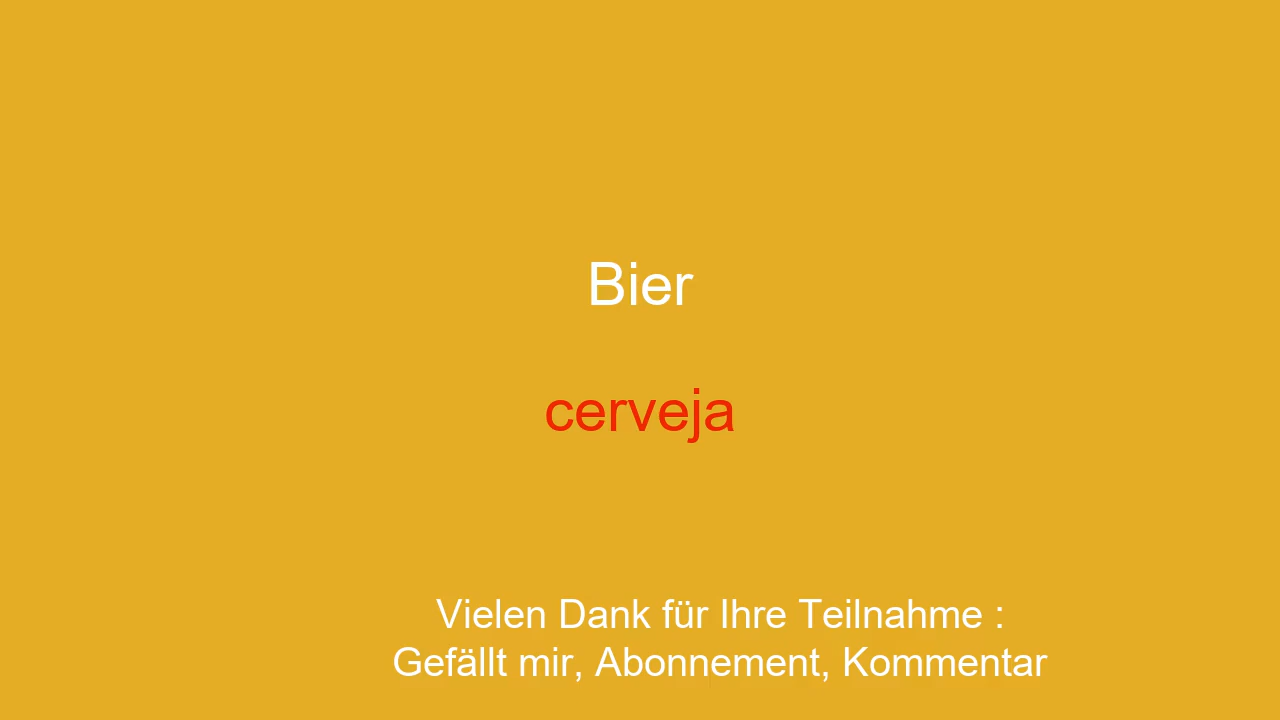 Bier
cerveja
Vielen Dank für Ihre Teilnahme :
Gefällt mir, Abonnement, Kommentar